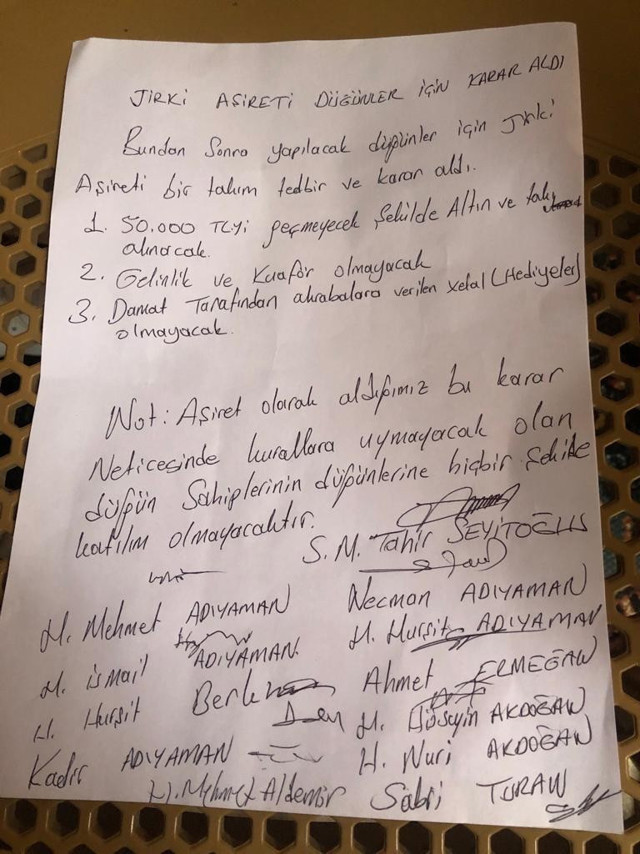 JİRKİ AŞİRETİ DÜĞÜNLER İÇİN KARAR ALDI
Bundan Sonra yapılacak düğünler için Jirki
Aşireti bir takım tedbir ve karar aldı.
1. 50.000 TL'yi geçmeyecek Şekilde Altın ve takı
alınacak.
2. Gelinlik ve Kuaför olmayacak
3. Damat Tarafından akrabalara verilen xelat (Hediyeler)
olmayacak.
Not: Aşiret olarak aldığımız bu karar
Neticesinde kurallara uymayacak olan
düğün Sahiplerinin düğünlerine hiçbir Şekilde
katılım olmayacaktır.
S. M. Tahir SEYİTOĞLU
H. Mehmet ADIYAMAN Necman ADIYAMAN
H. İsmail ADIYAMAN H. Hurşit ADIYAMAN
H. Hurşit Ahmet ERMEĞAN
H. Hüseyin AKDOĞAN
Kadir ADIYAMAN H. Nuri AKDOĞAN
H. Mehmet Aldemir Sabri TURAN